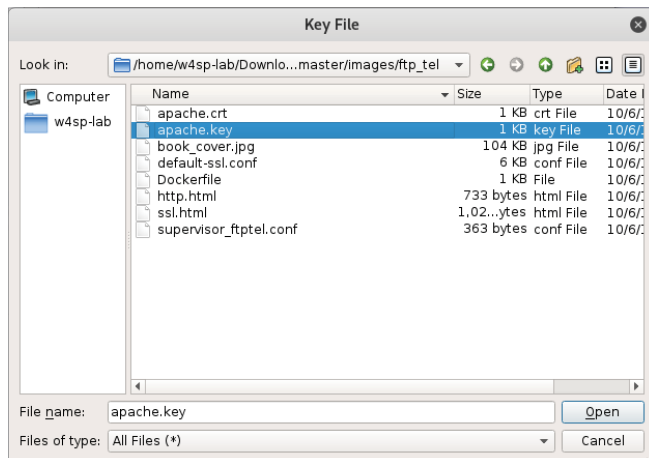 Key File
Look in: /home/w4sp-lab/Downlo...master/images/ftp_tel
Computer
w4sp-lab
Name Size Type Date
apache.crt 1 KB crt File 10/6/
apache.key 1 KB key File 10/6/
book_cover.jpg 104 KB jpg File 10/6/
default-ssl.conf 6 KB conf File 10/6/
Dockerfile 1 KB File 10/6/
http.html 733 bytes html File 10/6/
ssl.html 1,02...ytes html File 10/6/
supervisor_ftptel.conf 363 bytes conf File 10/6/
File name: apache.key Open
Files of type: All Files (*) Cancel